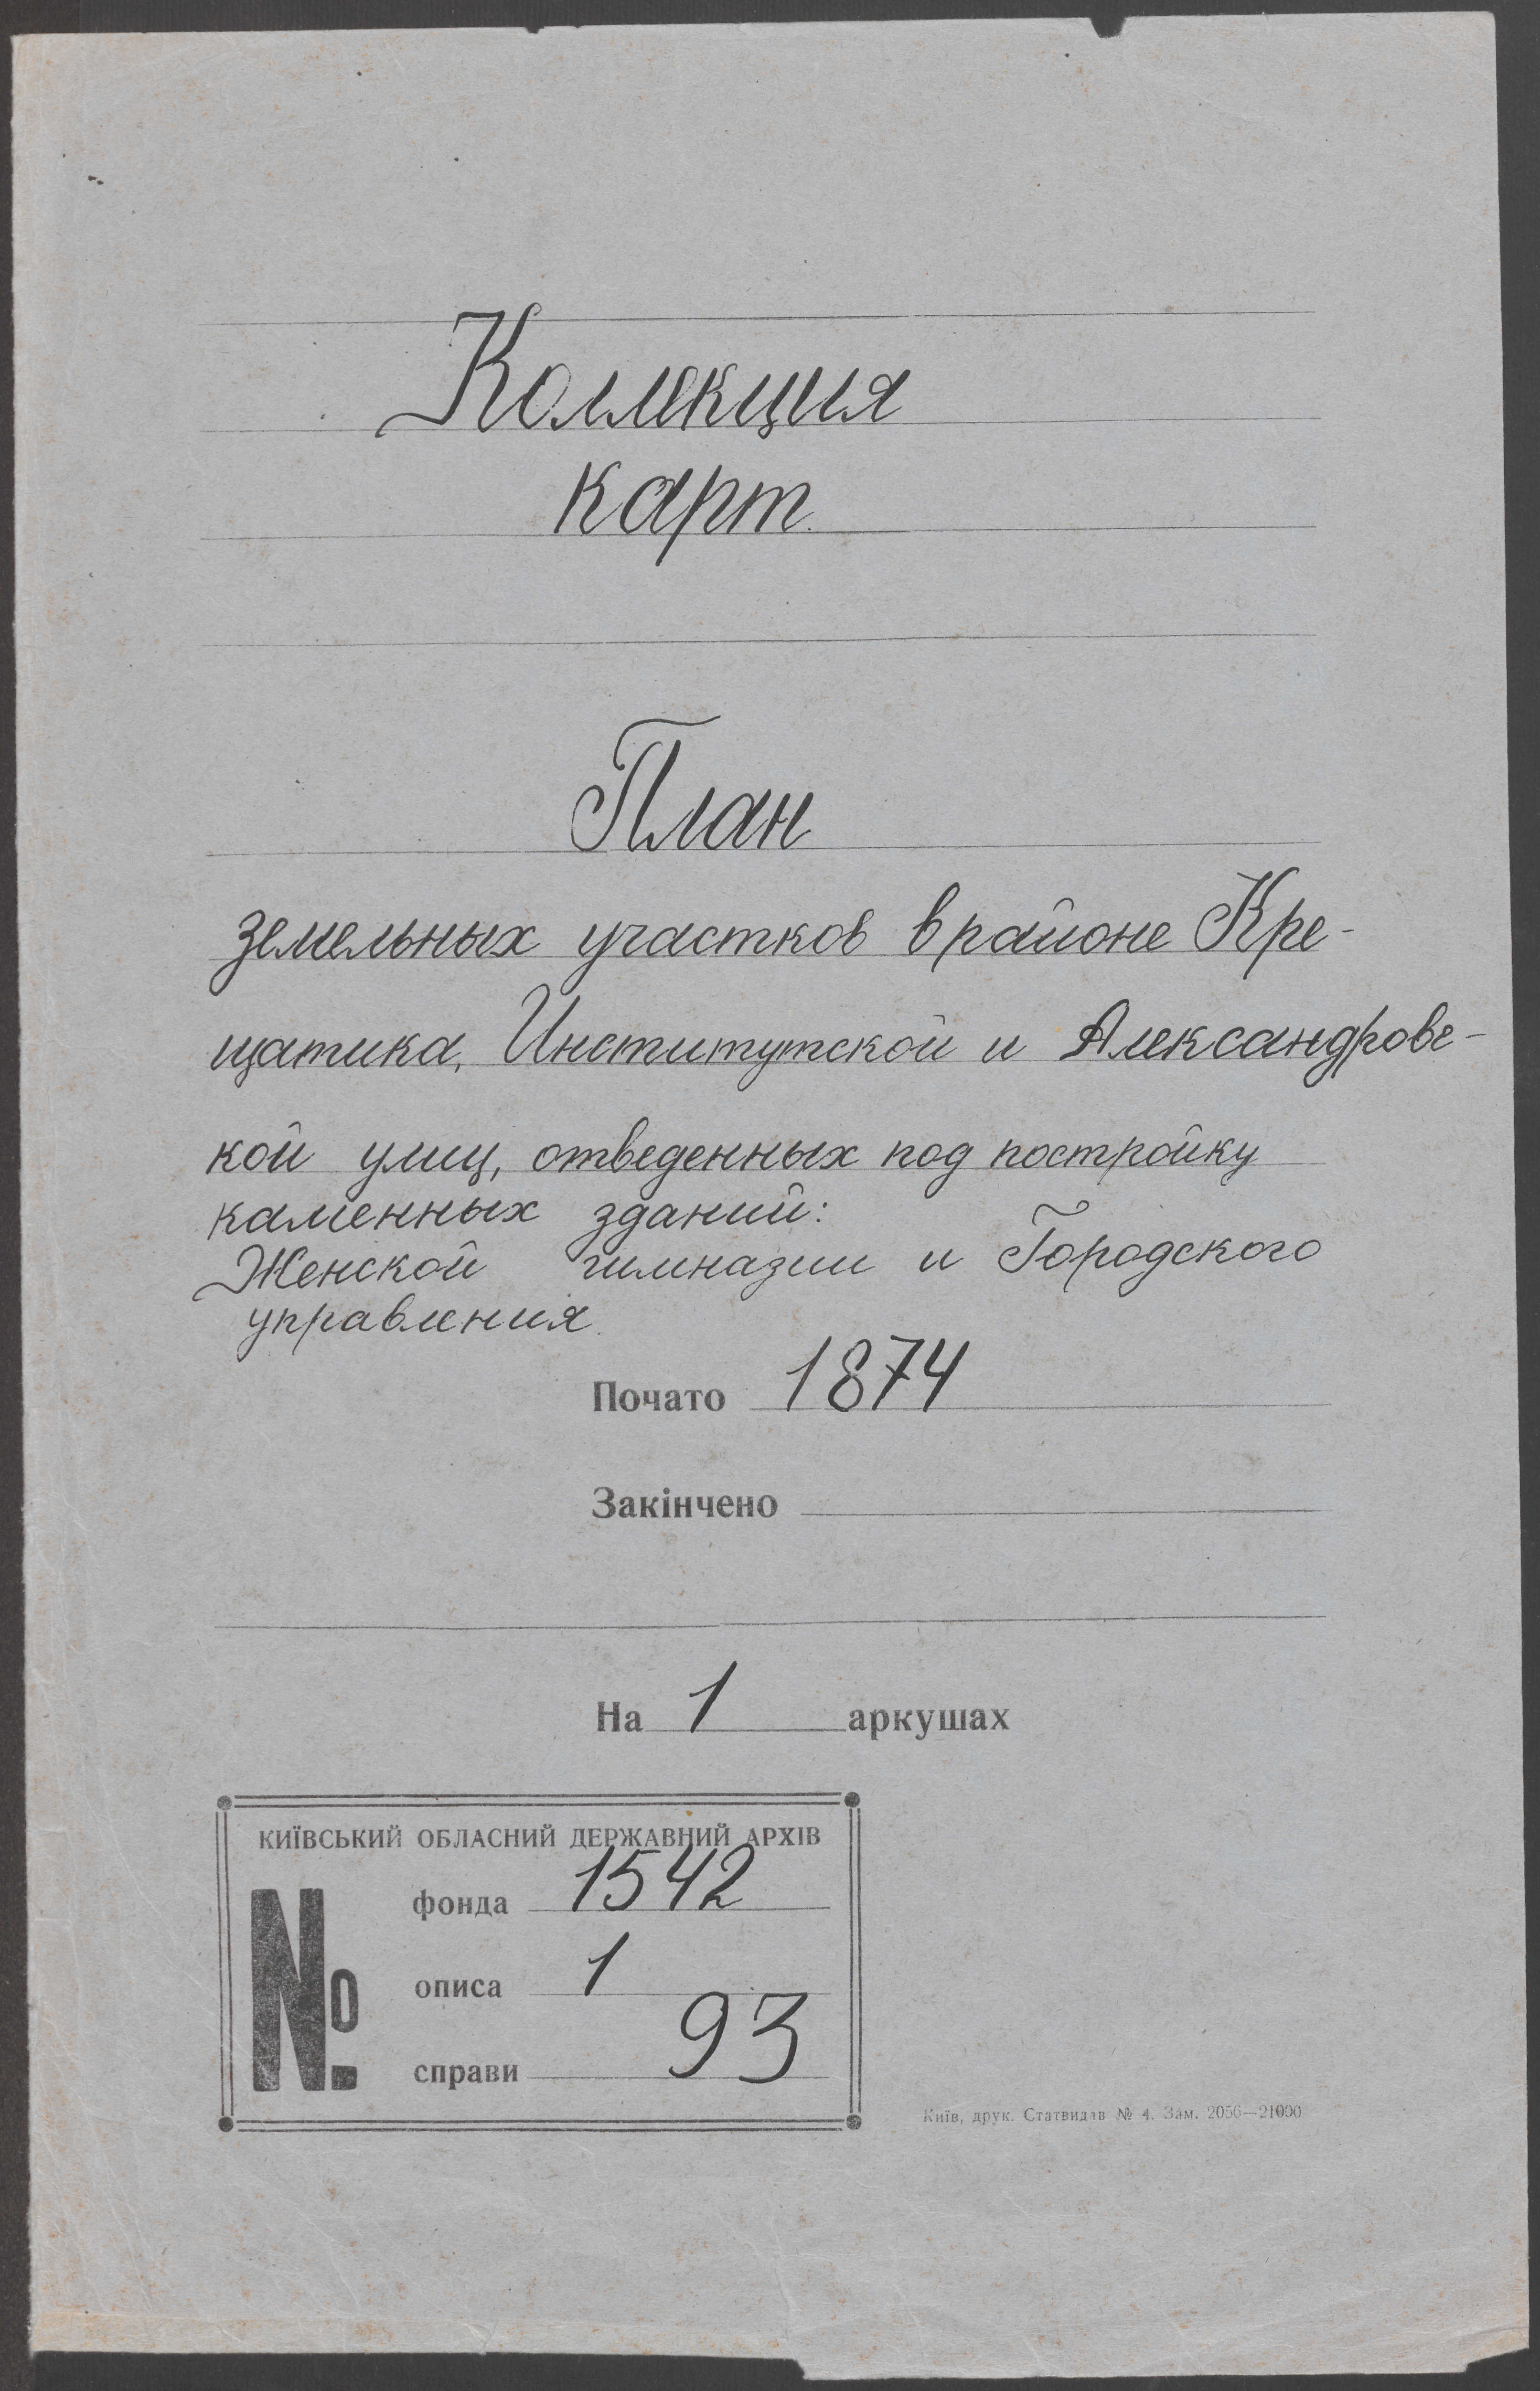 Коллекция
карт.
План
земельных участков в районе Кре-
щатика, Институтской и Александровс-
кой улиц, отведенных под постройку
каменных зданий:
Женской гимназии и Городского
управления.
Почато 1874
Закінчено
На 1 аркушах
КИЇВСЬКИЙ ОБЛАСНИЙ ДЕРЖАВНИЙ АРХІВ
№
фонда 1542
описа 1
справи 93
Київ, друк. Статвидав № 4. Зам. 2056—21000